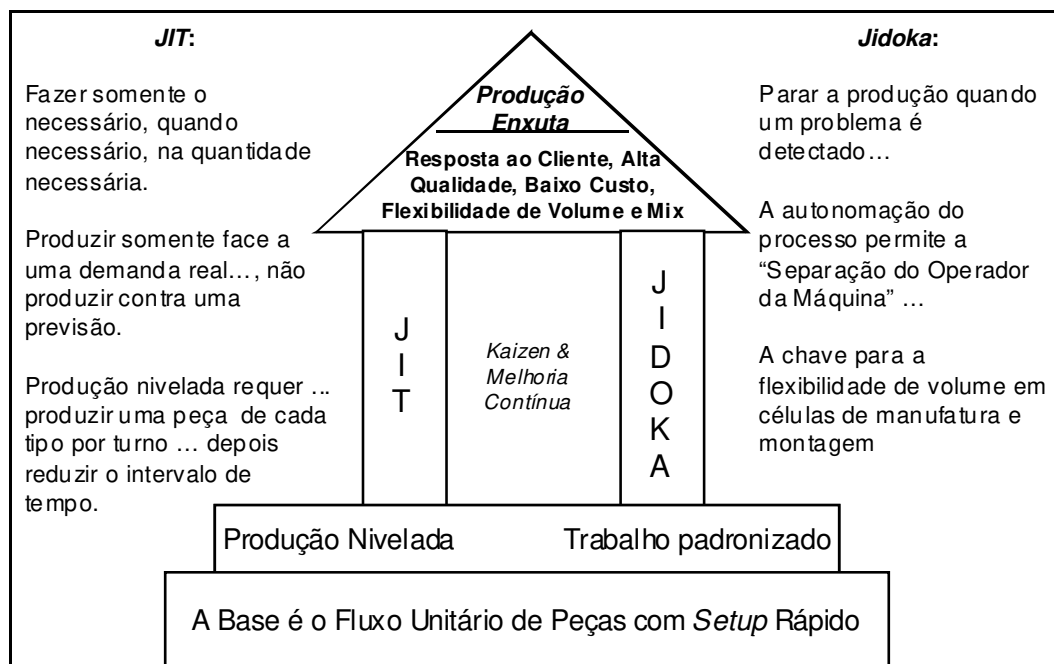 JIT:
Fazer somente o
necessário, quando
necessário, na quantidade
necessária.
Produzir somente face a
uma demanda real..., não
produzir contra uma
previsão.
Produção nivelada requer ...
produzir uma peça de cada
tipo por turno ... depois
reduzir o intervalo de
tempo.
Produção
Enxuta
Resposta ao Cliente, Alta
Qualidade, Baixo Custo,
Flexibilidade de Volume e Mix
J
I
T
Kaizen &
Melhoria
Contínua
J
I
D
O
K
A
Jidoka:
Parar a produção quando
um problema é
detectado...
A autonomação do
processo permite a
“Separação do Operador
da Máquina” ...
A chave para a
flexibilidade de volume em
células de manufatura e
montagem
Produção Nivelada Trabalho padronizado
A Base é o Fluxo Unitário de Peças com Setup Rápido